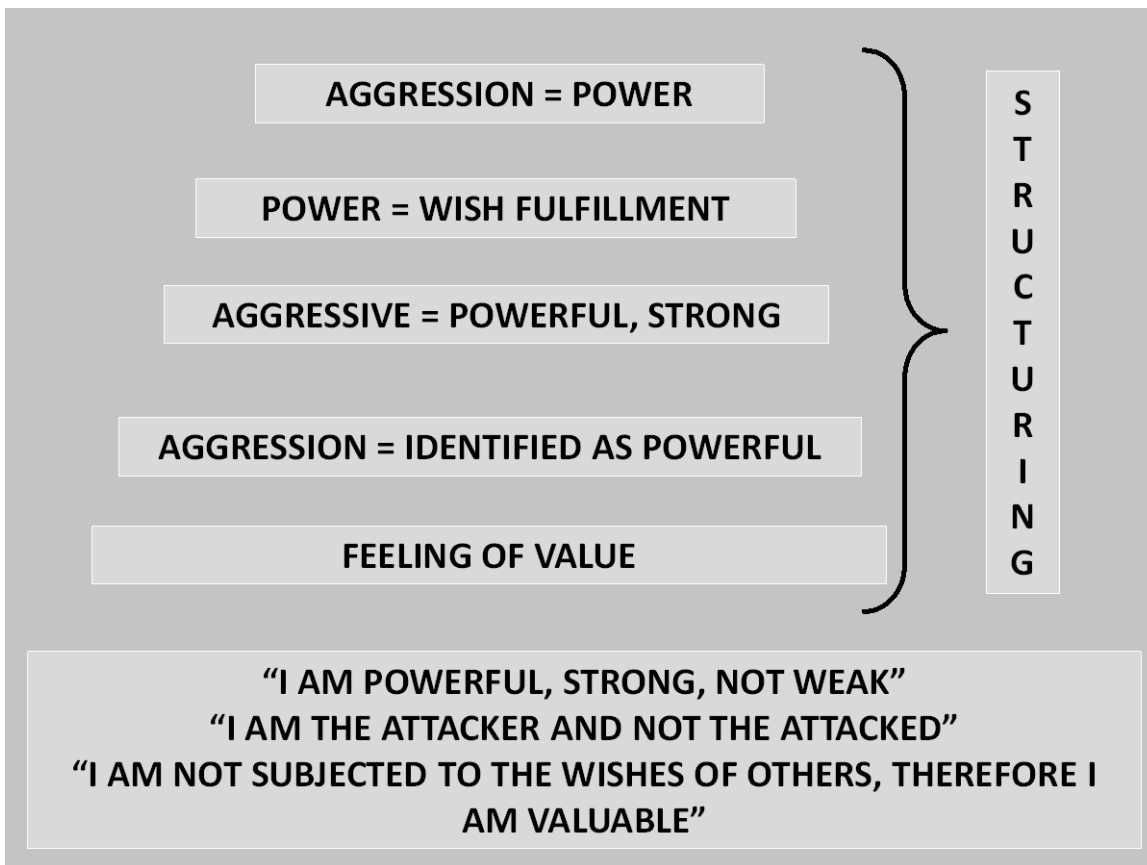 AGGRESSION = POWER
POWER = WISH FULFILLMENT
AGGRESSIVE = POWERFUL, STRONG
AGGRESSION = IDENTIFIED AS POWERFUL
FEELING OF VALUE
STRUCTURING
“I AM POWERFUL, STRONG, NOT WEAK”
“I AM THE ATTACKER AND NOT THE ATTACKED”
“I AM NOT SUBJECTED TO THE WISHES OF OTHERS, THEREFORE I
AM VALUABLE”